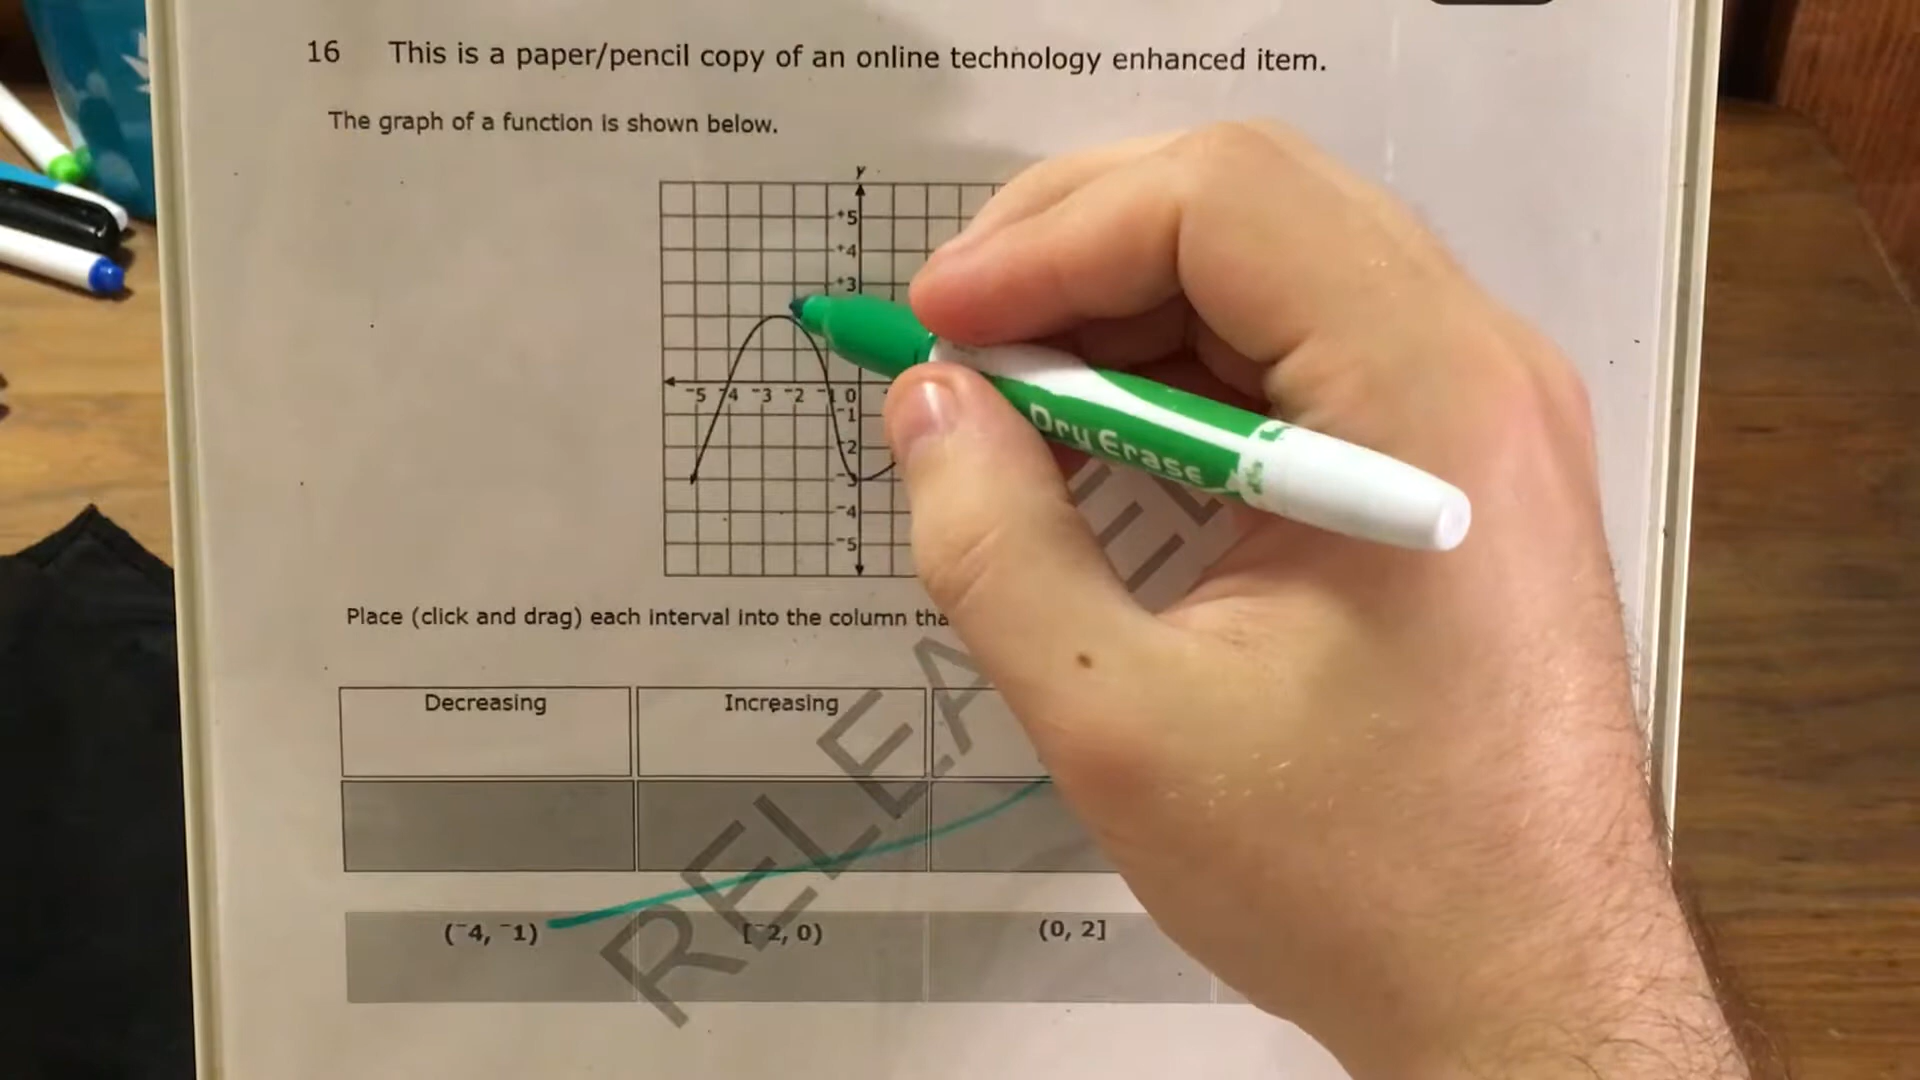 16 This is a paper/pencil copy of an online technology enhanced item.
The graph of a function is shown below.
y
+5
+4
+3
-5 -4 -3 -2 -1 0
-1
-2
-3
-4
-5
Dry Erase
Place (click and drag) each interval into the column
Decreasing Increasing
(-4, -1) [-2, 0) (0, 2]